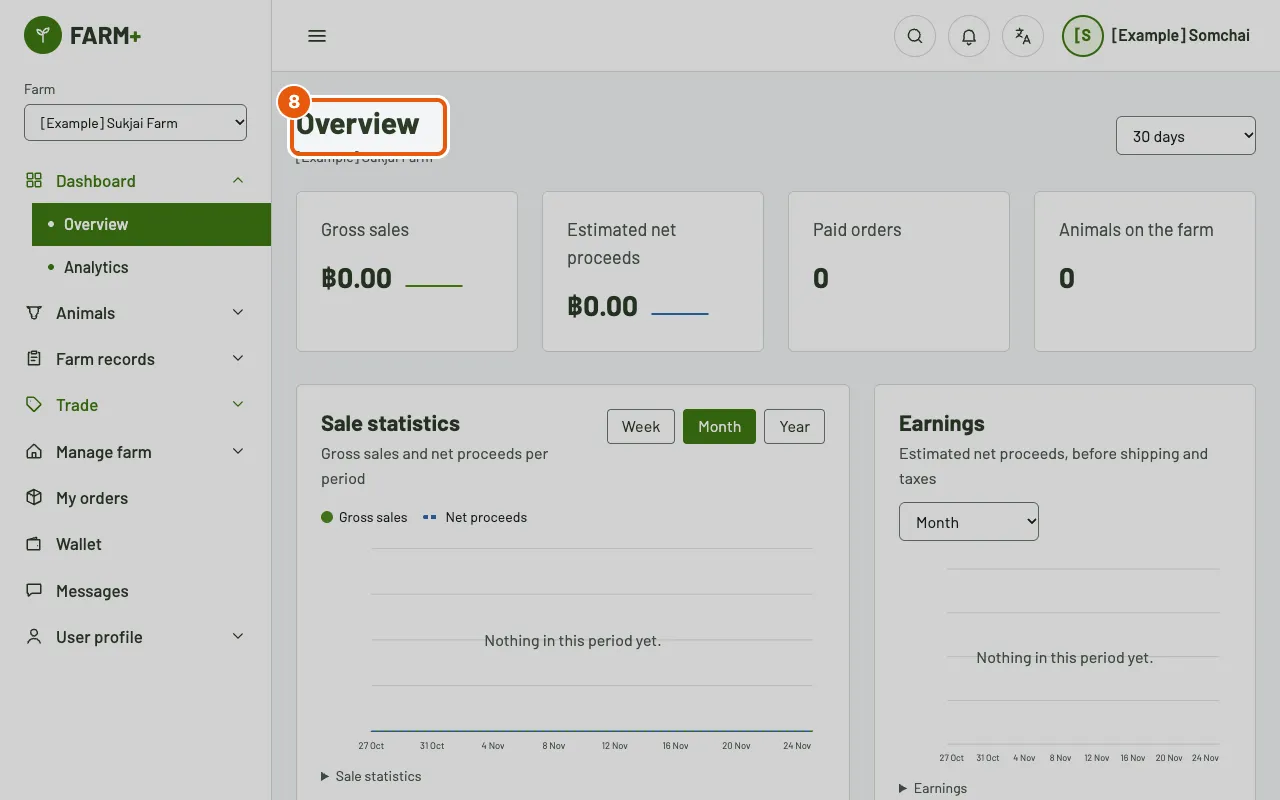 FARM+
[S
[Example] Somchai
Farm
[Example] Sukjai Farm
Dashboard
Overview
Analytics
Animals
Farm records
Trade
Manage farm
My orders
Wallet
Messages
User profile
8
Overview
[Example] Sukjai Farm
30 days
Gross sales
฿0.00
Estimated net
proceeds
฿0.00
Paid orders
0
Animals on the farm
0
Sale statistics
Gross sales and net proceeds per
period
Week
Month
Year
Gross sales
Net proceeds
Nothing in this period yet.
27 Oct 31 Oct 4 Nov 8 Nov 12 Nov 16 Nov 20 Nov 24 Nov
Sale statistics
Earnings
Estimated net proceeds, before shipping and
taxes
Month
Nothing in this period yet.
27 Oct 31 Oct 4 Nov 8 Nov 12 Nov 16 Nov 20 Nov 24 Nov
Earnings